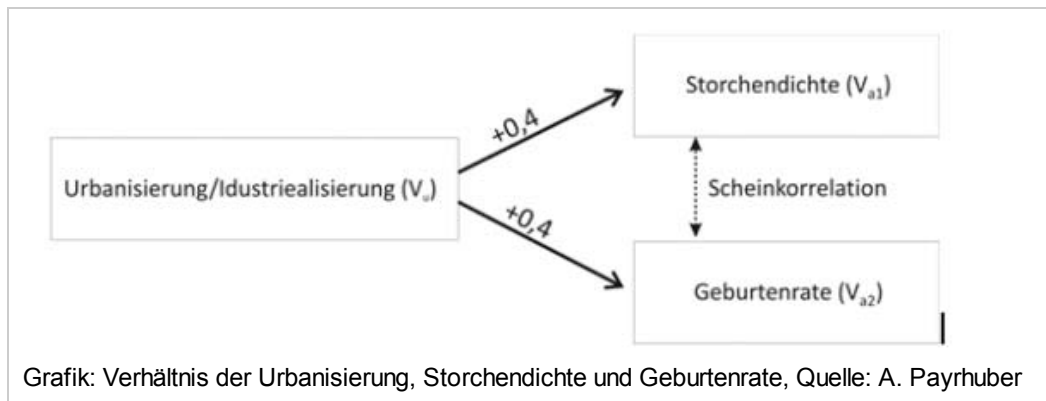 Storchendichte (Va1)
+0,4
Urbanisierung/Idustriealisierung (Vu)
Scheinkorrelation
+0,4
Geburtenrate (Va2)
Grafik: Verhältnis der Urbanisierung, Storchendichte und Geburtenrate, Quelle: A. Payrhuber